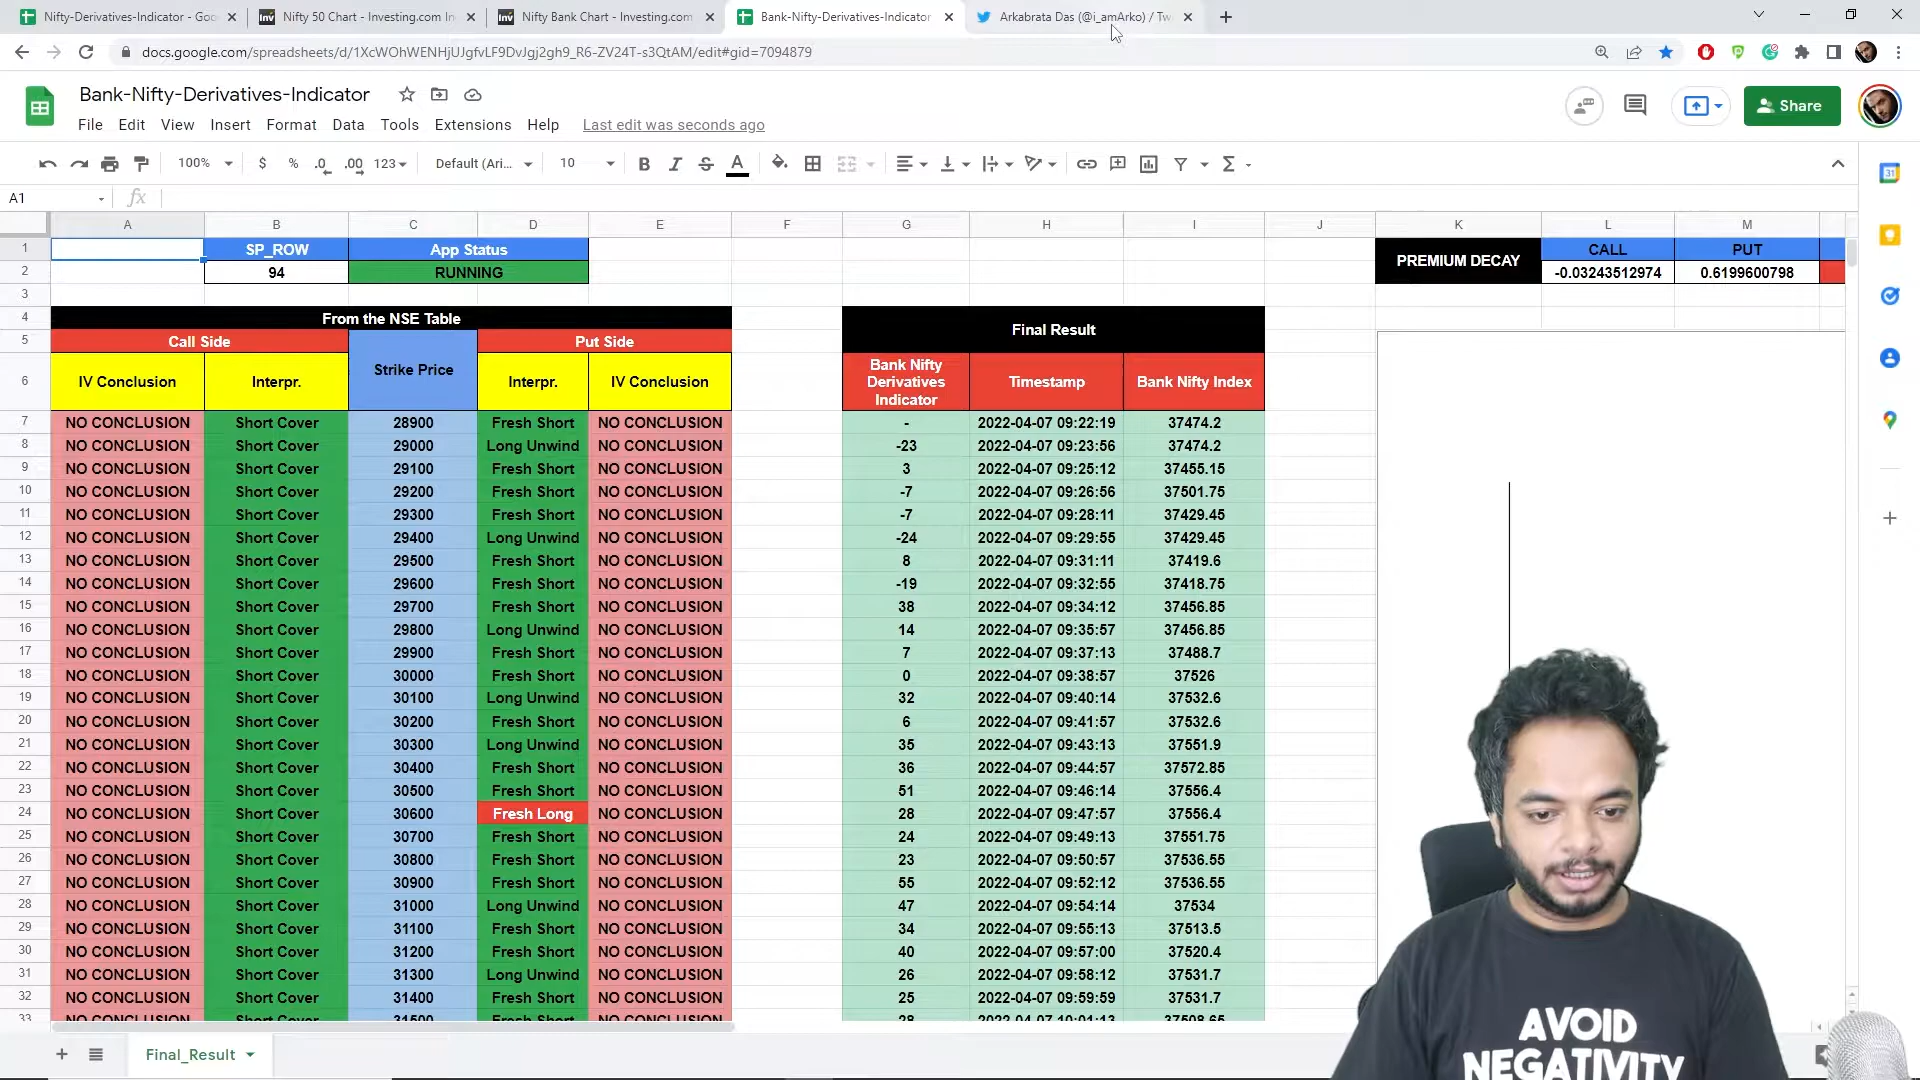 Nifty-Derivatives-Indicator - Goo
Nifty 50 Chart - Investing.com In
Nifty Bank Chart - Investing.com
Bank-Nifty-Derivatives-Indicator
Arkabrata Das (@i_amArko) / Tw
docs.google.com/spreadsheets/d/1XcWOhWENHjUJgfvLF9DvJgj2gh9_R6-ZV24T-s3QtAM/edit#gid=7094879
Bank-Nifty-Derivatives-Indicator
Share
File Edit View Insert Format Data Tools Extensions Help Last edit was seconds ago
100% $ % .0 .00 123 Default (Ari... 10 B I S A
A1 fx
A B C D E F G H I J K L M
1 SP_ROW App Status PREMIUM DECAY CALL PUT
2 94 RUNNING -0.03243512974 0.6199600798
3
4 From the NSE Table Final Result
5 Call Side Strike Price Put Side
6 IV Conclusion Interpr. Interpr. IV Conclusion Bank Nifty Derivatives Indicator Timestamp Bank Nifty Index
7 NO CONCLUSION Short Cover 28900 Fresh Short NO CONCLUSION - 2022-04-07 09:22:19 37474.2
8 NO CONCLUSION Short Cover 29000 Long Unwind NO CONCLUSION -23 2022-04-07 09:23:56 37474.2
9 NO CONCLUSION Short Cover 29100 Fresh Short NO CONCLUSION 3 2022-04-07 09:25:12 37455.15
10 NO CONCLUSION Short Cover 29200 Fresh Short NO CONCLUSION -7 2022-04-07 09:26:56 37501.75
11 NO CONCLUSION Short Cover 29300 Fresh Short NO CONCLUSION -7 2022-04-07 09:28:11 37429.45
12 NO CONCLUSION Short Cover 29400 Long Unwind NO CONCLUSION -24 2022-04-07 09:29:55 37429.45
13 NO CONCLUSION Short Cover 29500 Fresh Short NO CONCLUSION 8 2022-04-07 09:31:11 37419.6
14 NO CONCLUSION Short Cover 29600 Fresh Short NO CONCLUSION -19 2022-04-07 09:32:55 37418.75
15 NO CONCLUSION Short Cover 29700 Fresh Short NO CONCLUSION 38 2022-04-07 09:34:12 37456.85
16 NO CONCLUSION Short Cover 29800 Long Unwind NO CONCLUSION 14 2022-04-07 09:35:57 37456.85
17 NO CONCLUSION Short Cover 29900 Fresh Short NO CONCLUSION 7 2022-04-07 09:37:13 37488.7
18 NO CONCLUSION Short Cover 30000 Fresh Short NO CONCLUSION 0 2022-04-07 09:38:57 37526
19 NO CONCLUSION Short Cover 30100 Long Unwind NO CONCLUSION 32 2022-04-07 09:40:14 37532.6
20 NO CONCLUSION Short Cover 30200 Fresh Short NO CONCLUSION 6 2022-04-07 09:41:57 37532.6
21 NO CONCLUSION Short Cover 30300 Long Unwind NO CONCLUSION 35 2022-04-07 09:43:13 37551.9
22 NO CONCLUSION Short Cover 30400 Fresh Short NO CONCLUSION 36 2022-04-07 09:44:57 37572.85
23 NO CONCLUSION Short Cover 30500 Fresh Short NO CONCLUSION 51 2022-04-07 09:46:14 37556.4
24 NO CONCLUSION Short Cover 30600 Fresh Long NO CONCLUSION 28 2022-04-07 09:47:57 37556.4
25 NO CONCLUSION Short Cover 30700 Fresh Short NO CONCLUSION 24 2022-04-07 09:49:13 37551.75
26 NO CONCLUSION Short Cover 30800 Fresh Short NO CONCLUSION 23 2022-04-07 09:50:57 37536.55
27 NO CONCLUSION Short Cover 30900 Fresh Short NO CONCLUSION 55 2022-04-07 09:52:12 37536.55
28 NO CONCLUSION Short Cover 31000 Long Unwind NO CONCLUSION 47 2022-04-07 09:54:14 37534
29 NO CONCLUSION Short Cover 31100 Fresh Short NO CONCLUSION 34 2022-04-07 09:55:13 37513.5
30 NO CONCLUSION Short Cover 31200 Fresh Short NO CONCLUSION 40 2022-04-07 09:57:00 37520.4
31 NO CONCLUSION Short Cover 31300 Long Unwind NO CONCLUSION 26 2022-04-07 09:58:12 37531.7
32 NO CONCLUSION Short Cover 31400 Fresh Short NO CONCLUSION 25 2022-04-07 09:59:59 37531.7
33 NO CONCLUSION Short Cover 31500 Fresh Short NO CONCLUSION 28 2022-04-07 10:01:13 37508.65
Final_Result
AVOID
NEGATIVITY